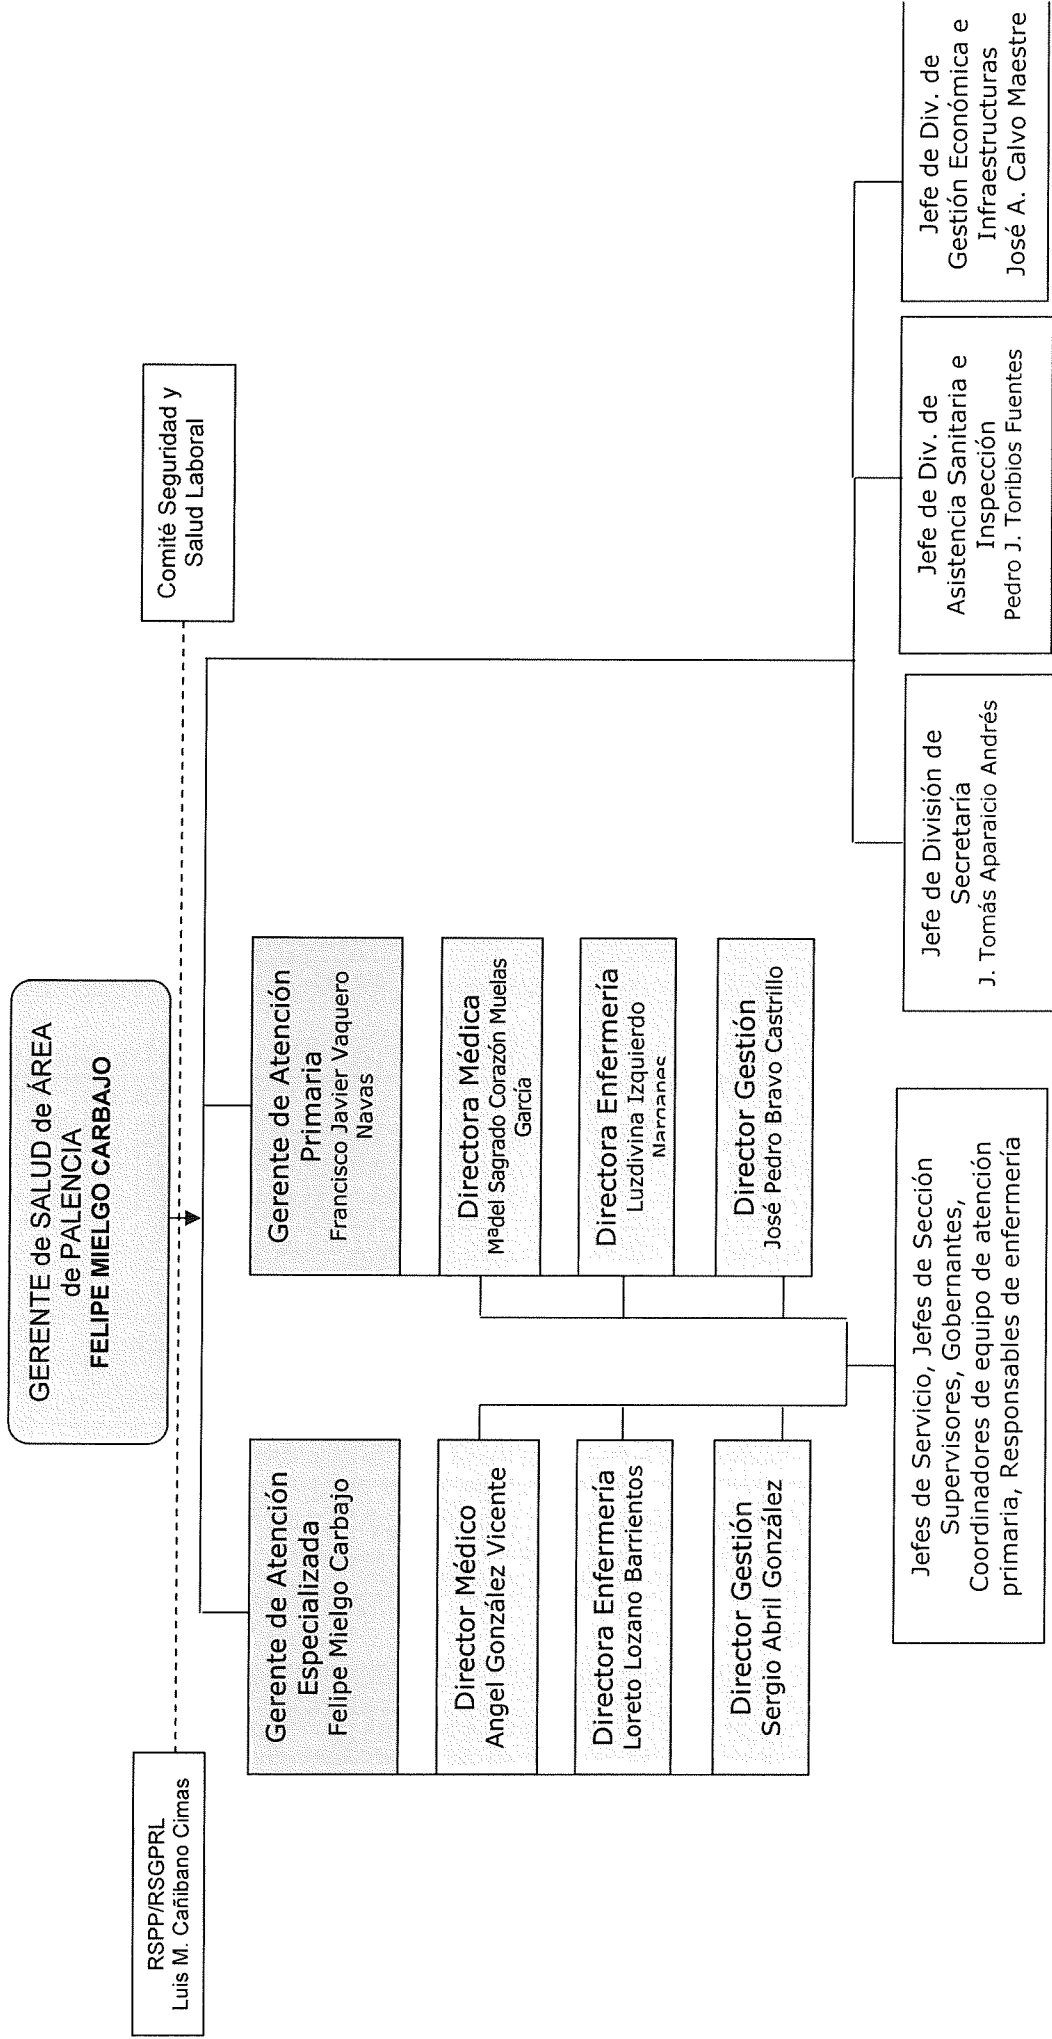 GERENTE de SALUD de ÁREA
de PALENCIA
FELIPE MIELGO CARBAJO
RSPP/RSGPRL
Luis M. Cañibano Cimas
Comité Seguridad y
Salud Laboral
Gerente de Atención
Especializada
Felipe Mielgo Carbajo
Director Médico
Angel González Vicente
Directora Enfermería
Loreto Lozano Barrientos
Director Gestión
Sergio Abril González
Gerente de Atención
Primaria
Francisco Javier Vaquero
Navas
Directora Médica
Mªdel Sagrado Corazón Muelas
García
Directora Enfermería
Luzdivina Izquierdo
Director Gestión
José Pedro Bravo Castrillo
Jefes de Servicio, Jefes de Sección
Supervisores, Gobernantes,
Coordinadores de equipo de atención
primaria, Responsables de enfermería
Jefe de División de
Secretaría
J. Tomás Aparaicio Andrés
Jefe de Div. de
Asistencia Sanitaria e
Inspección
Pedro J. Toribios Fuentes
Jefe de Div. de
Gestión Económica e
Infraestructuras
José A. Calvo Maestre